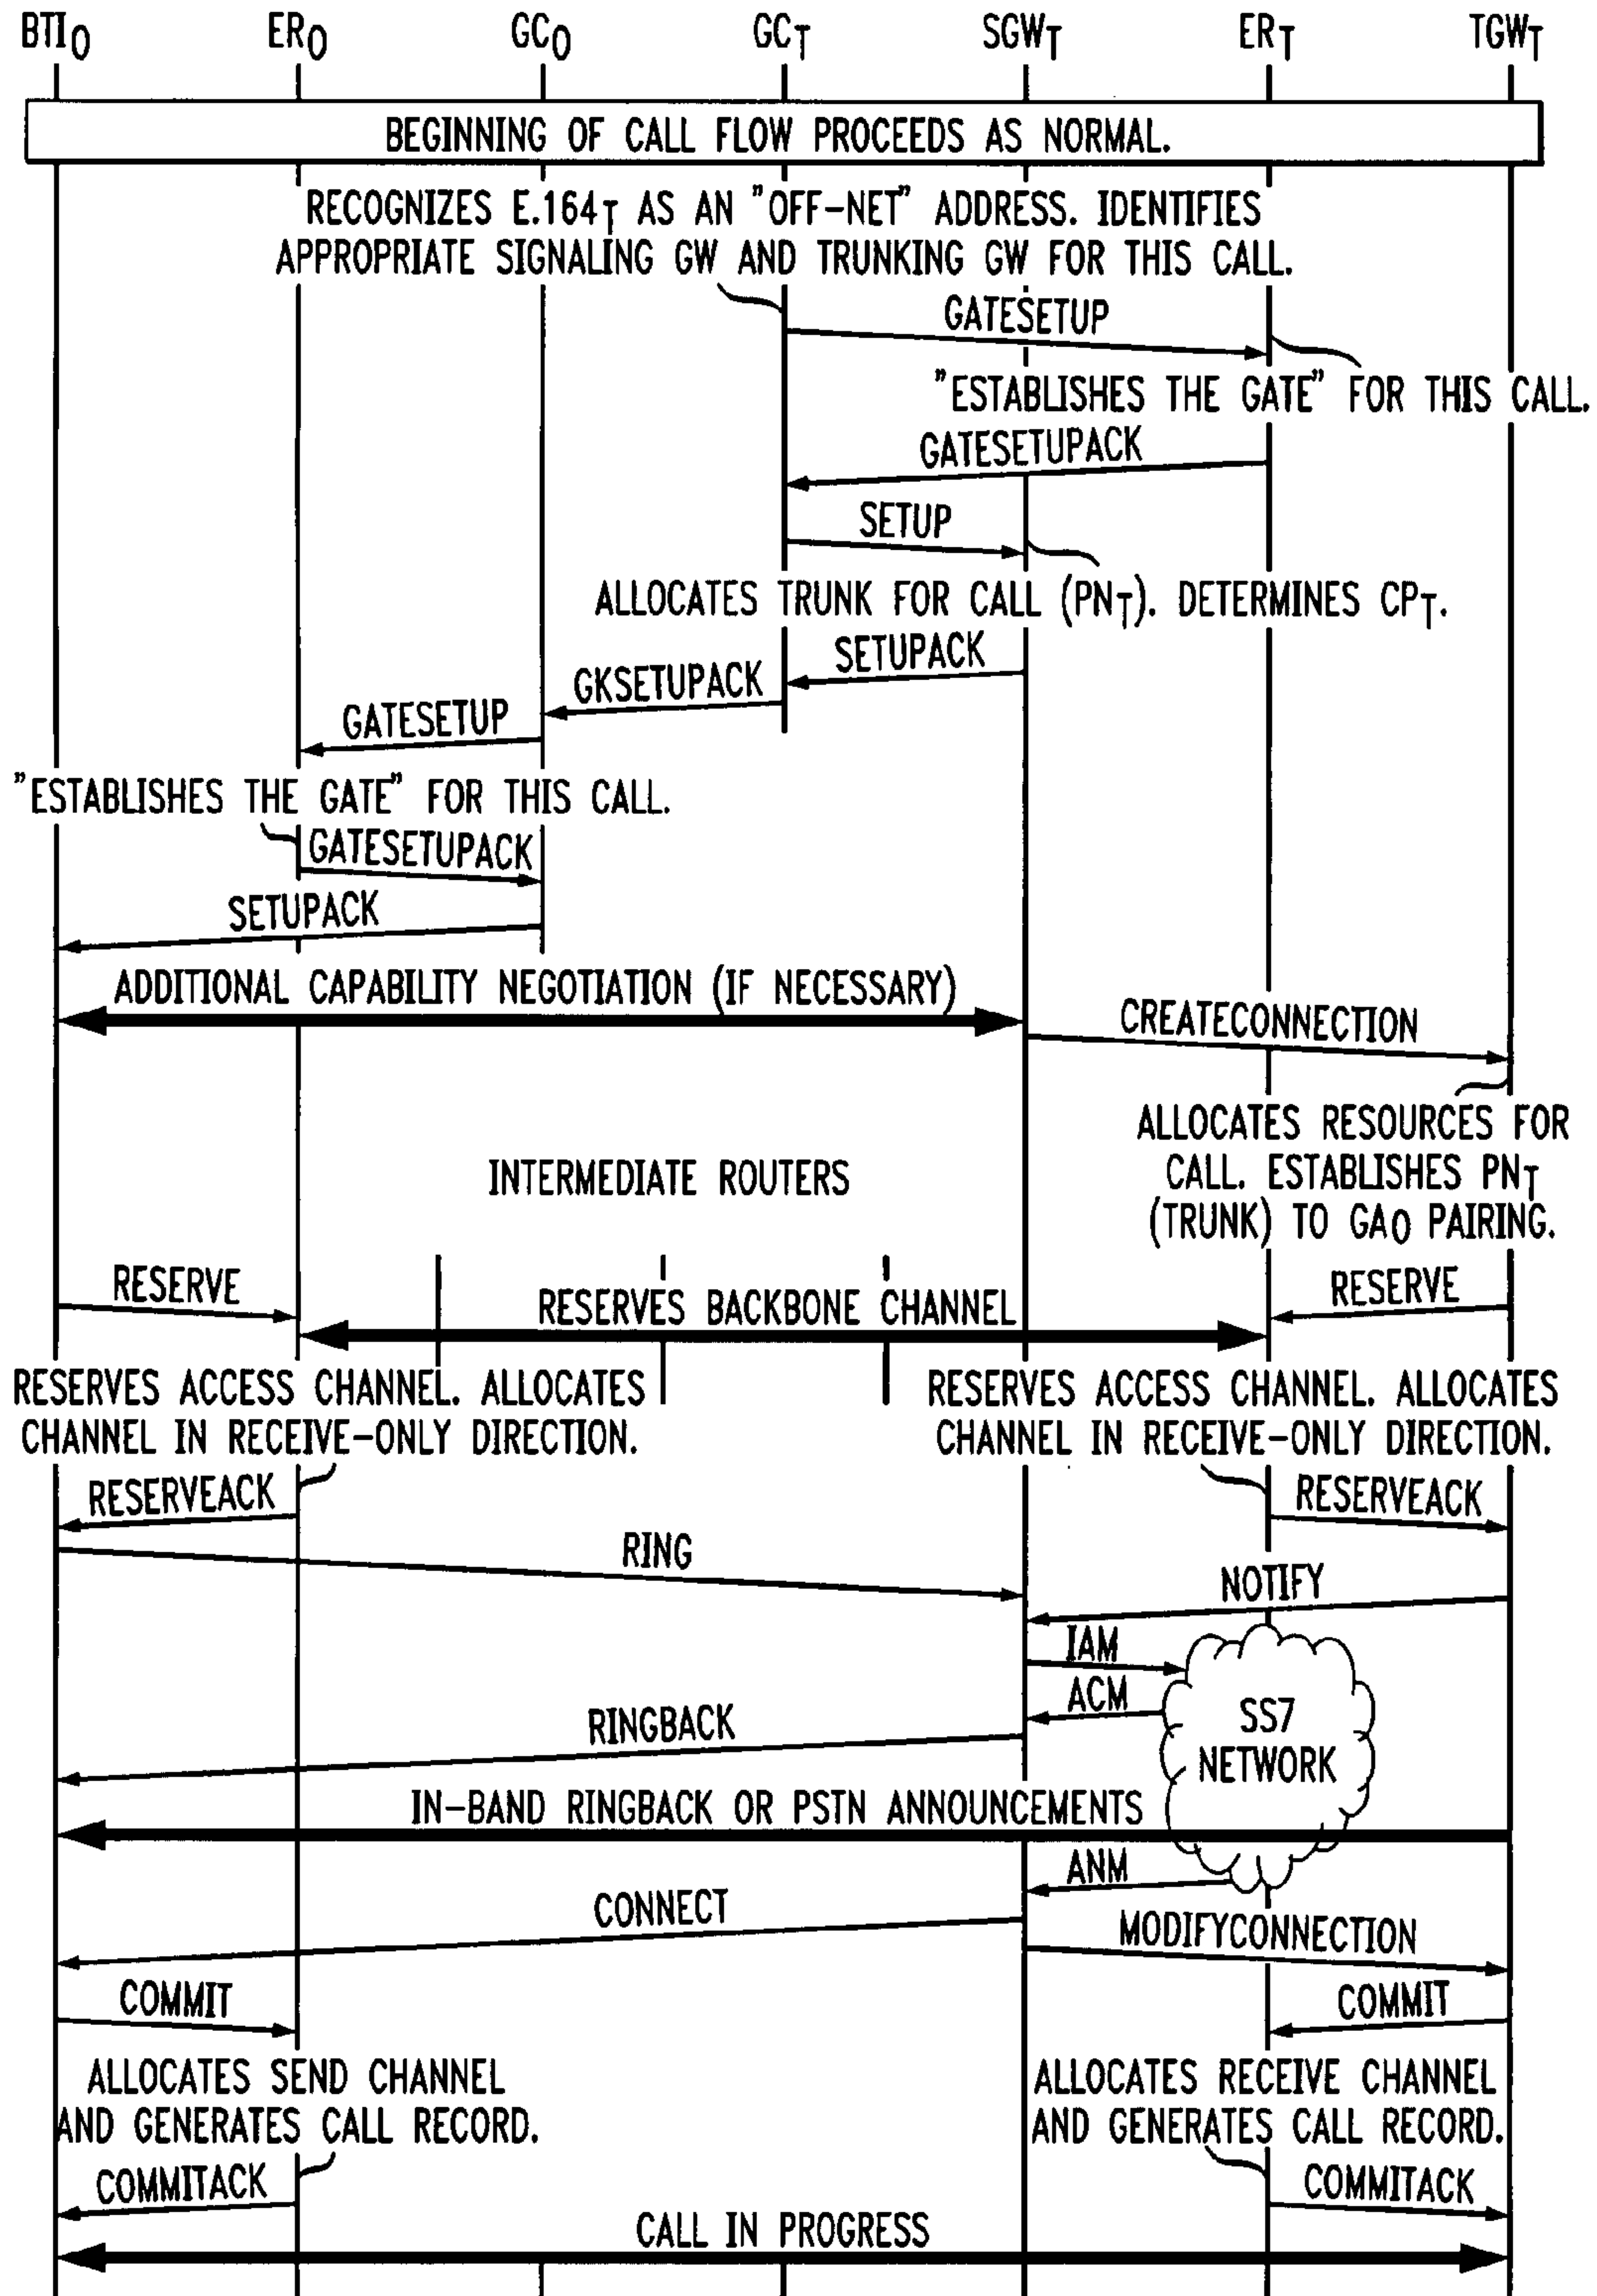 BTIO ERO GCO GCT SGWT ERT TGWT
BEGINNING OF CALL FLOW PROCEEDS AS NORMAL.
RECOGNIZES E.164T AS AN "OFF-NET" ADDRESS. IDENTIFIES
APPROPRIATE SIGNALING GW AND TRUNKING GW FOR THIS CALL.
GATESETUP
"ESTABLISHES THE GATE" FOR THIS CALL.
GATESETUPACK
SETUP
ALLOCATES TRUNK FOR CALL (PNT). DETERMINES CPT.
SETUPACK
GKSETUPACK
GATESETUP
"ESTABLISHES THE GATE" FOR THIS CALL.
GATESETUPACK
SETUPACK
ADDITIONAL CAPABILITY NEGOTIATION (IF NECESSARY)
CREATECONNECTION
ALLOCATES RESOURCES FOR
CALL. ESTABLISHES PNT
(TRUNK) TO GAO PAIRING.
INTERMEDIATE ROUTERS
RESERVE
RESERVES BACKBONE CHANNEL
RESERVE
RESERVES ACCESS CHANNEL. ALLOCATES
CHANNEL IN RECEIVE-ONLY DIRECTION.
RESERVES ACCESS CHANNEL. ALLOCATES
CHANNEL IN RECEIVE-ONLY DIRECTION.
RESERVEACK
RESERVEACK
RING
NOTIFY
IAM
ACM
SS7
NETWORK
RINGBACK
IN-BAND RINGBACK OR PSTN ANNOUNCEMENTS
ANM
CONNECT
MODIFYCONNECTION
COMMIT
COMMIT
ALLOCATES SEND CHANNEL
AND GENERATES CALL RECORD.
ALLOCATES RECEIVE CHANNEL
AND GENERATES CALL RECORD.
COMMITACK
COMMITACK
CALL IN PROGRESS